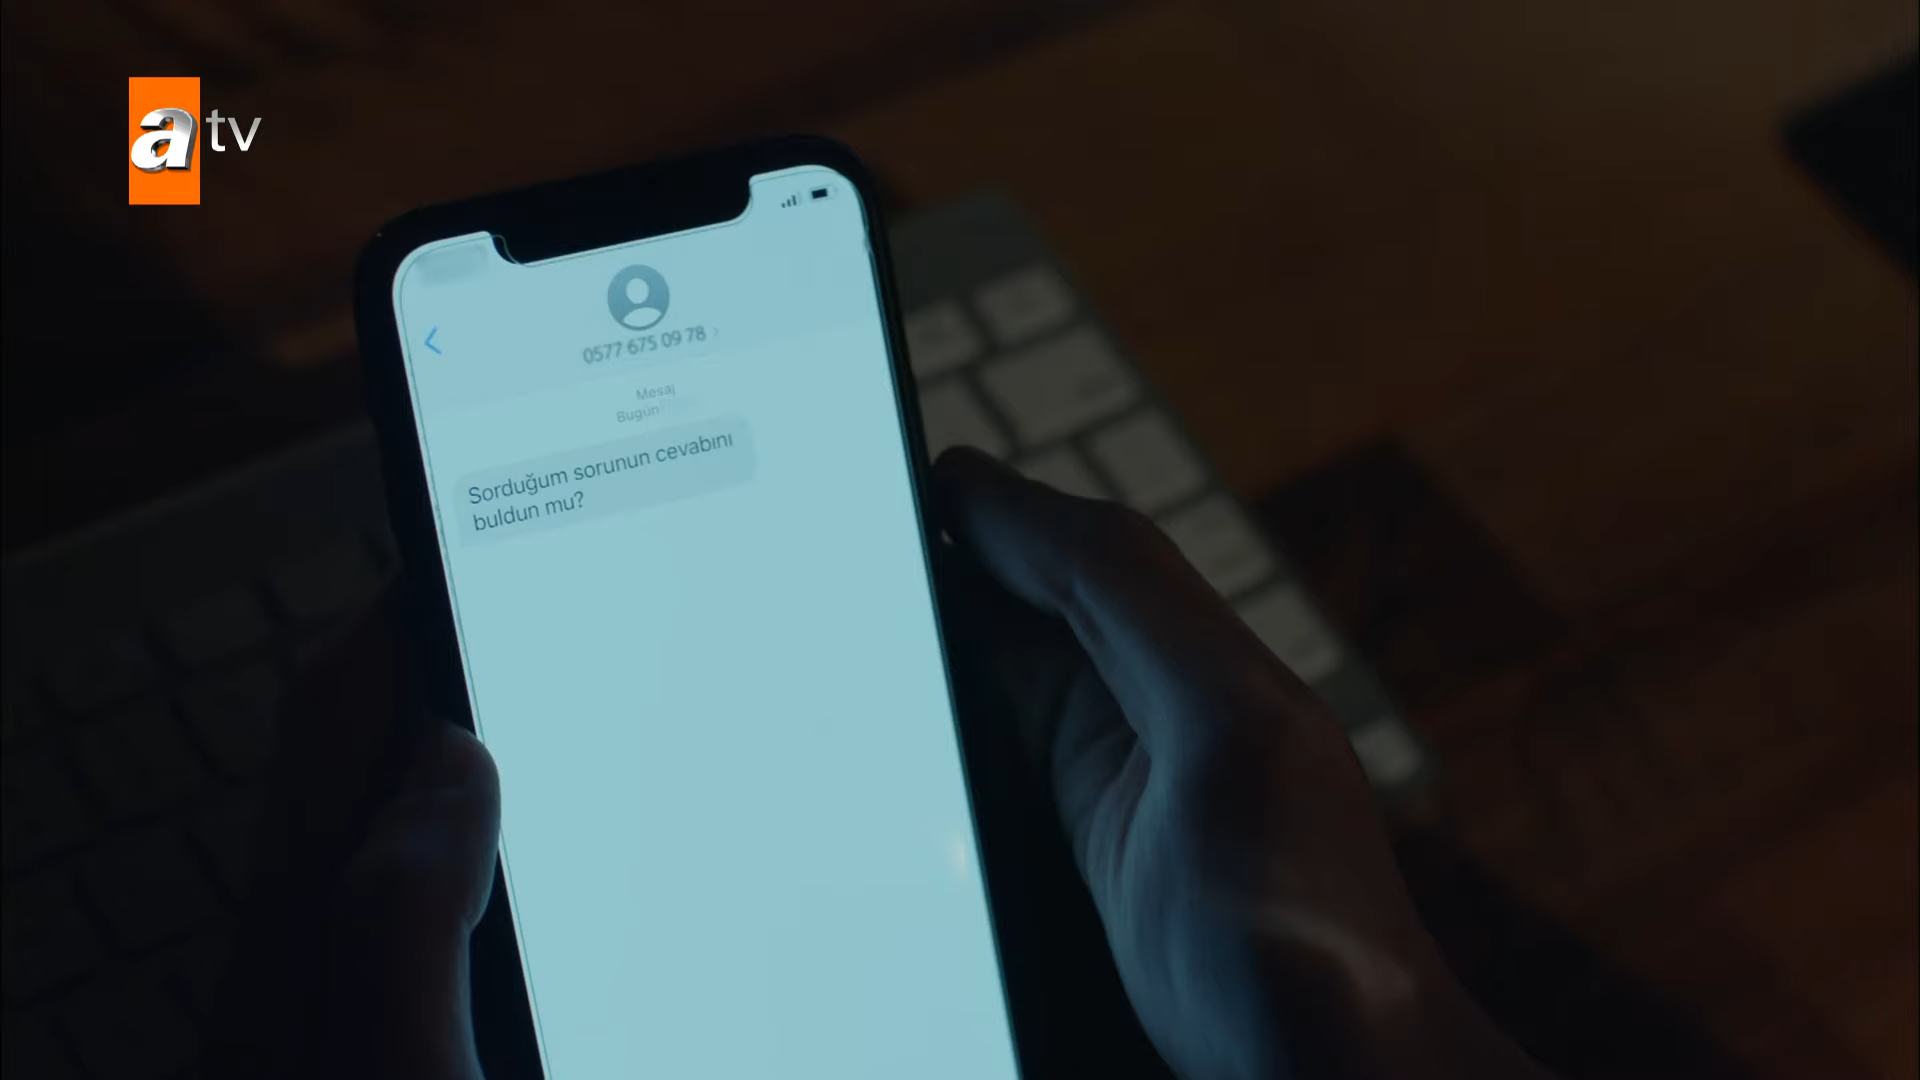 atv
0577 675 09 78
Mesaj
Bugün
Sorduğum sorunun cevabını
buldun mu?